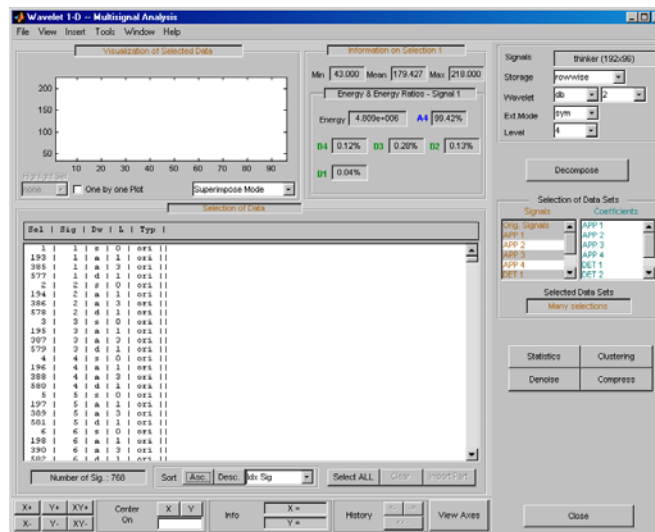 Wavelet 1-D -- Multisignal Analysis
File View Insert Tools Window Help
Visualization of Selected Data
200
150
100
50
10 20 30 40 50 60 70 80 90
Highlight Sel
none
One by one Plot
Superimpose Mode
Information on Selection 1
Min 43.000 Mean 179.427 Max 218.000
Energy & Energy Ratios - Signal 1
Energy 4.809e+006 A4 99.42%
D4 0.12% D3 0.28% D2 0.13%
D1 0.04%
Signals thinker (192x96)
Storage rowwise
Wavelet db 2
Ext.Mode sym
Level 4
Decompose
Selection of Data Sets
Signals Coefficients
Orig. Signals
APP 1
APP 2
APP 3
APP 4
DET 1
APP 1
APP 2
APP 3
APP 4
DET 1
DET 2
Selected Data Sets
Many selections
Statistics Clustering
Denoise Compress
Close
Selection of Data
Sel | Sig | Dw | L | Typ |
1 | 1 | s | 0 | ori ||
193 | 1 | a | 1 | ori ||
385 | 1 | a | 3 | ori ||
577 | 1 | d | 1 | ori ||
2 | 2 | s | 0 | ori ||
194 | 2 | a | 1 | ori ||
386 | 2 | a | 3 | ori ||
578 | 2 | d | 1 | ori ||
3 | 3 | s | 0 | ori ||
195 | 3 | a | 1 | ori ||
387 | 3 | a | 3 | ori ||
579 | 3 | d | 1 | ori ||
4 | 4 | s | 0 | ori ||
196 | 4 | a | 1 | ori ||
388 | 4 | a | 3 | ori ||
580 | 4 | d | 1 | ori ||
5 | 5 | s | 0 | ori ||
197 | 5 | a | 1 | ori ||
389 | 5 | a | 3 | ori ||
581 | 5 | d | 1 | ori ||
6 | 6 | s | 0 | ori ||
198 | 6 | a | 1 | ori ||
390 | 6 | a | 3 | ori ||
582 | 6 | d | 1 | ori ||
Number of Sig.: 768
Sort Asc. Desc. Idx Sig
Select ALL Clear Import Part
X+ Y+ XY+
X- Y- XY-
Center On X Y
Info X = Y =
History <- -> <<-
View Axes